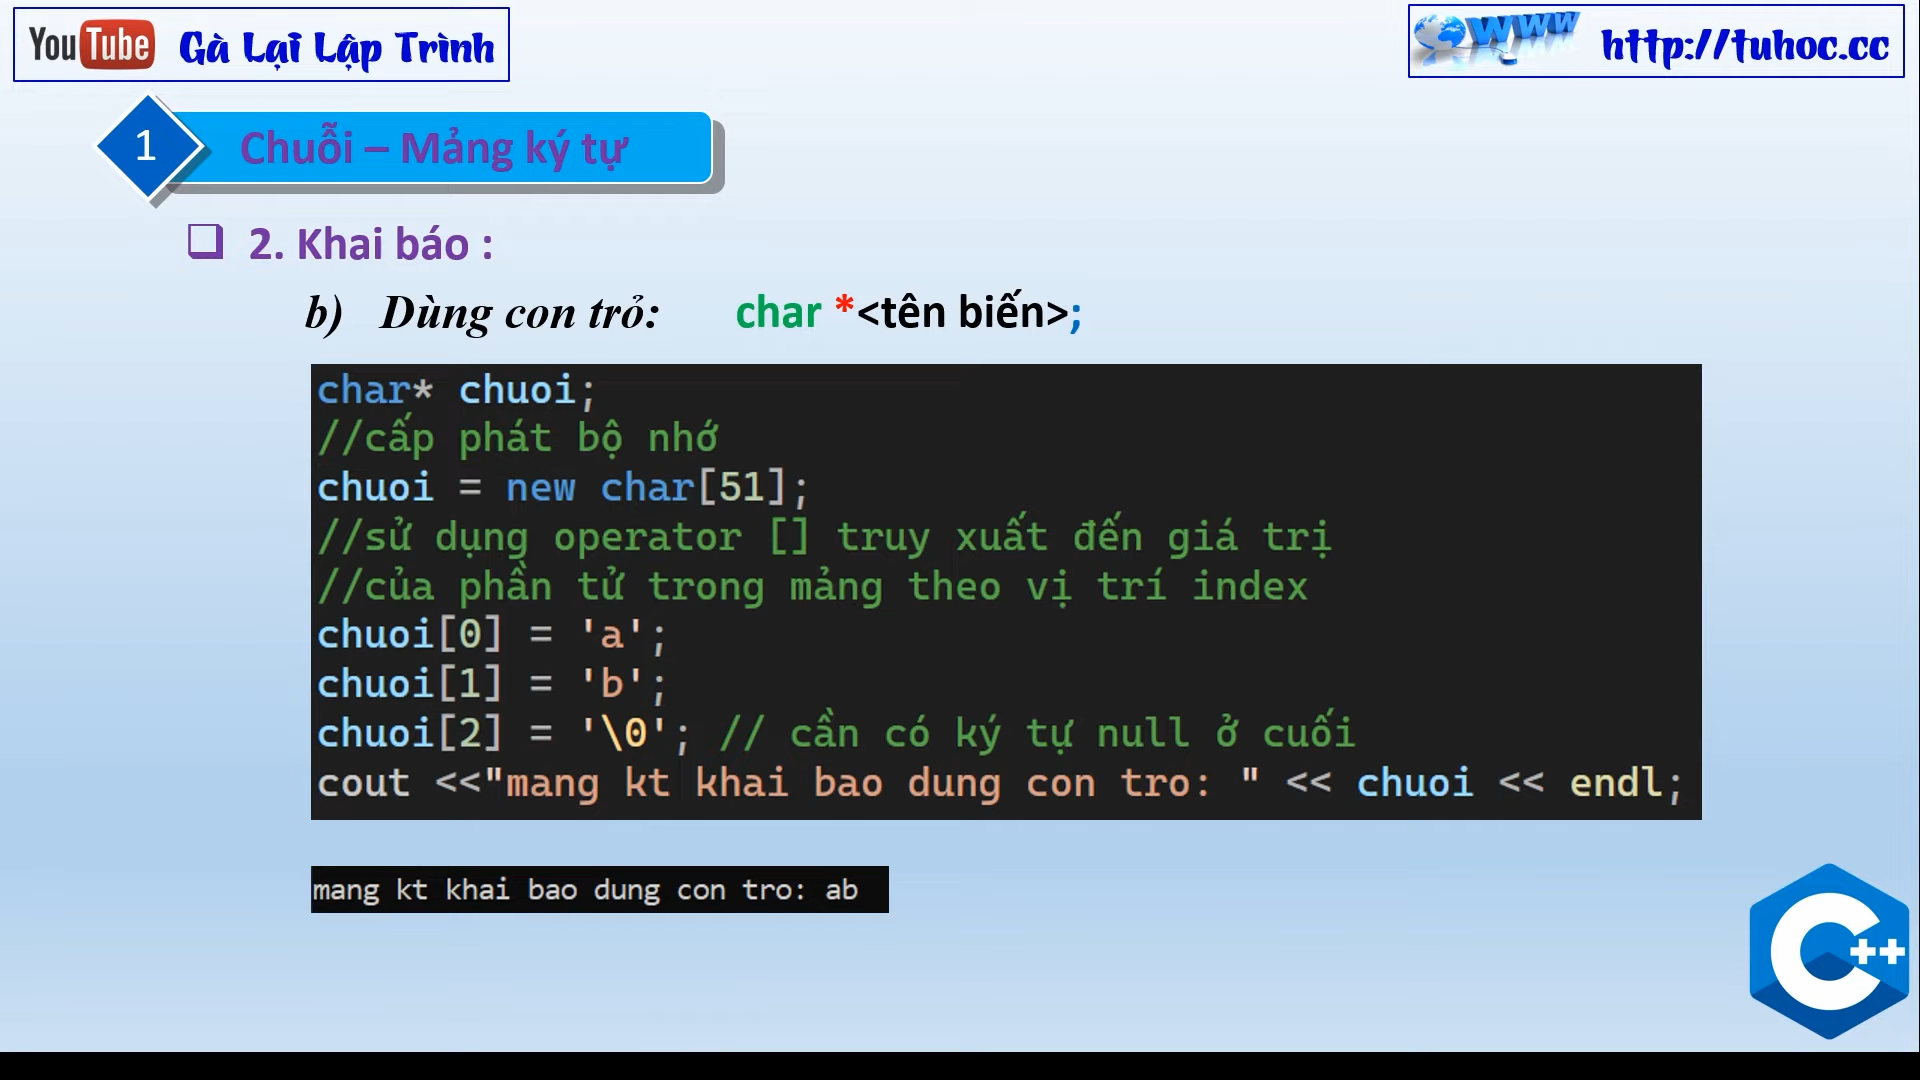 YouTube Gà Lại Lập Trình
WWW http://tuhoc.cc
1 Chuỗi – Mảng ký tự
2. Khai báo :
b) Dùng con trỏ: char *<tên biến>;
char* chuoi;
//cấp phát bộ nhớ
chuoi = new char[51];
//sử dụng operator [] truy xuất đến giá trị
//của phần tử trong mảng theo vị trí index
chuoi[0] = 'a';
chuoi[1] = 'b';
chuoi[2] = '\0'; // cần có ký tự null ở cuối
cout <<"mang kt khai bao dung con tro: " << chuoi << endl;
mang kt khai bao dung con tro: ab
C++